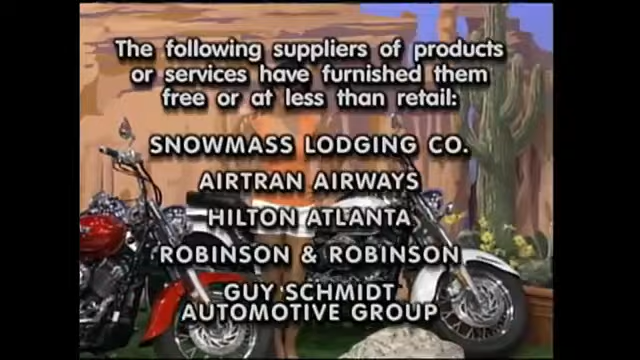 The following suppliers of products
or services have furnished them
free or at less than retail:
SNOWMASS LODGING CO.
AIRTRAN AIRWAYS
HILTON ATLANTA
ROBINSON & ROBINSON
GUY SCHMIDT
AUTOMOTIVE GROUP